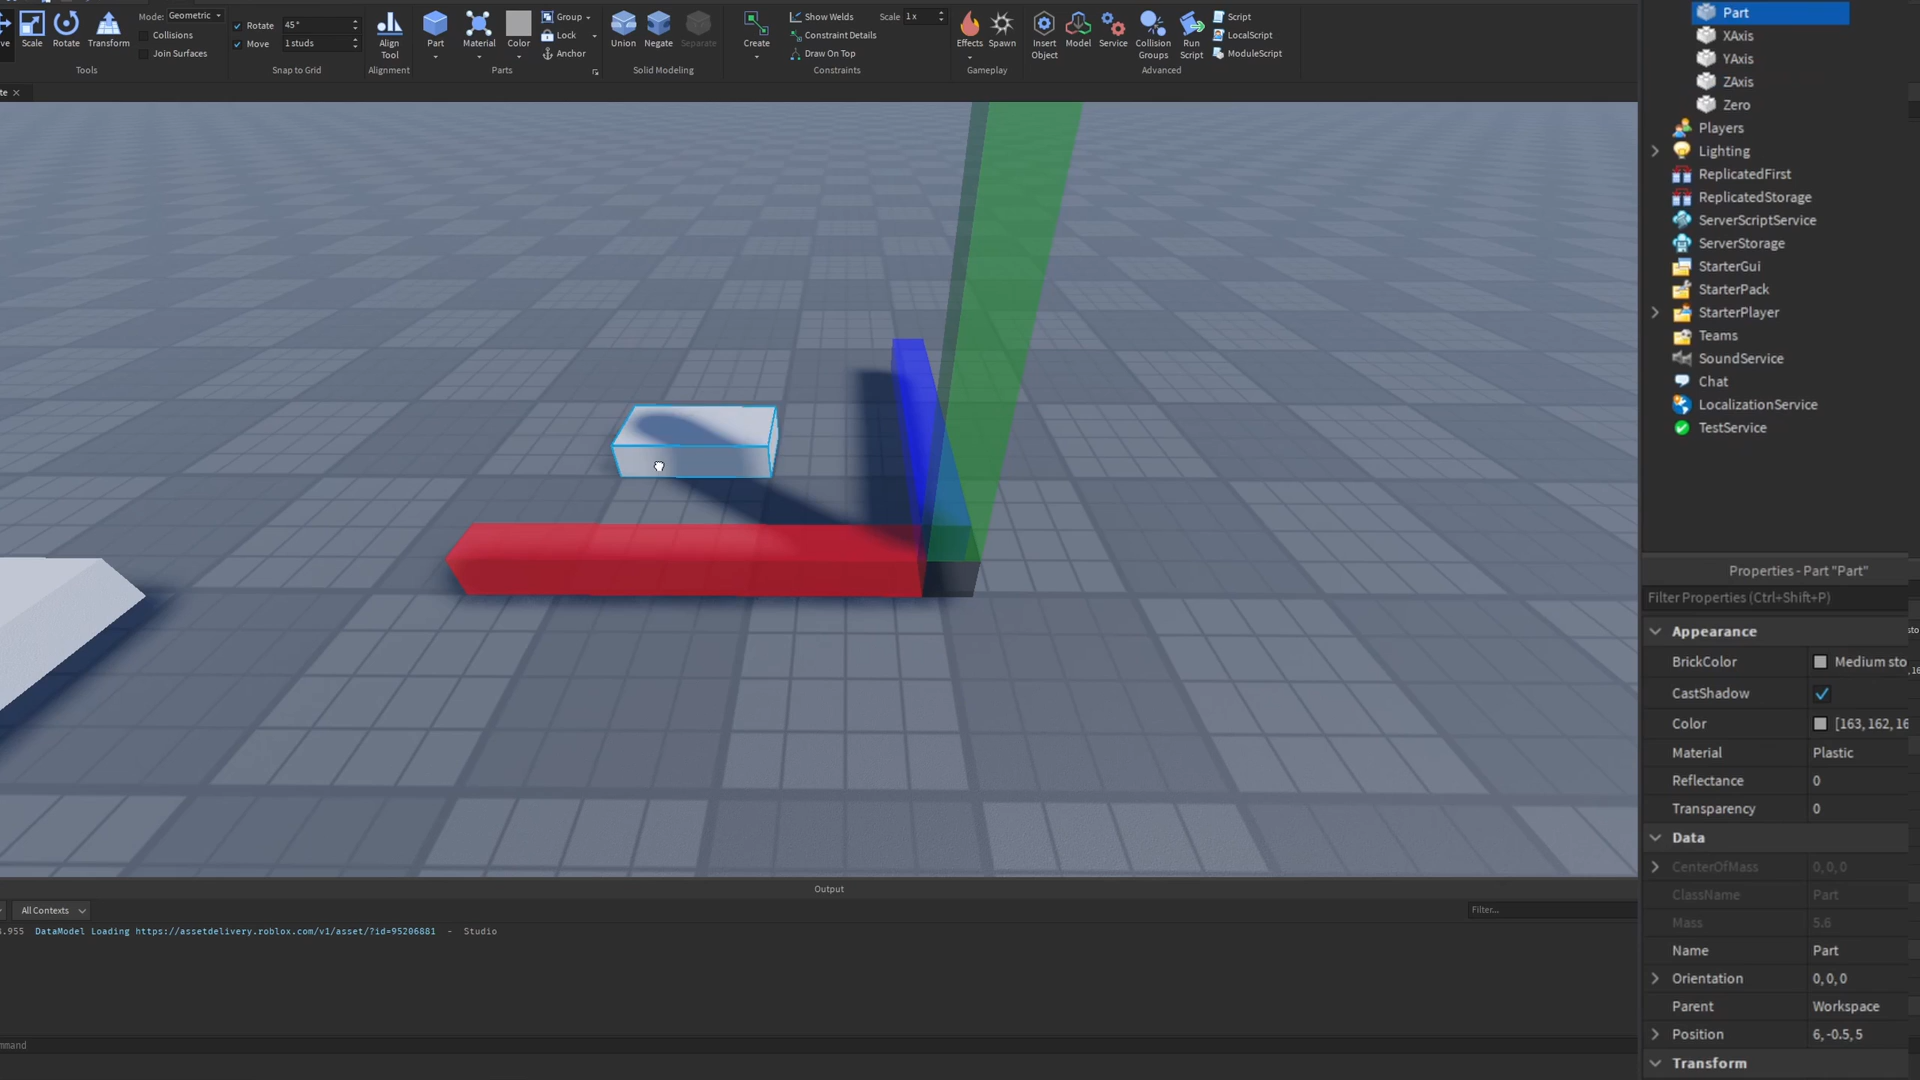 Mode: Geometric
Collisions
Join Surfaces
Scale
Rotate
Transform
Tools
Rotate 45°
Move 1 studs
Snap to Grid
Align Tool
Alignment
Part
Material
Color
Group
Lock
Anchor
Parts
Union
Negate
Separate
Solid Modeling
Create
Show Welds
Scale 1x
Constraint Details
Draw On Top
Constraints
Effects
Spawn
Gameplay
Insert Object
Model
Service
Collision Groups
Run Script
Script
LocalScript
ModuleScript
Advanced
Part
XAxis
YAxis
ZAxis
Zero
Players
Lighting
ReplicatedFirst
ReplicatedStorage
ServerScriptService
ServerStorage
StarterGui
StarterPack
StarterPlayer
Teams
SoundService
Chat
LocalizationService
TestService
Properties - Part "Part"
Filter Properties (Ctrl+Shift+P)
Appearance
BrickColor Medium sto
CastShadow
Color [163, 162, 16
Material Plastic
Reflectance 0
Transparency 0
Data
CenterOfMass 0,0,0
ClassName Part
Mass 5.6
Name Part
Orientation 0,0,0
Parent Workspace
Position 6,-0.5,5
Transform
Output
All Contexts
Filter...
.955 DataModel Loading https://assetdelivery.roblox.com/v1/asset/?id=95206881 - Studio
mmand